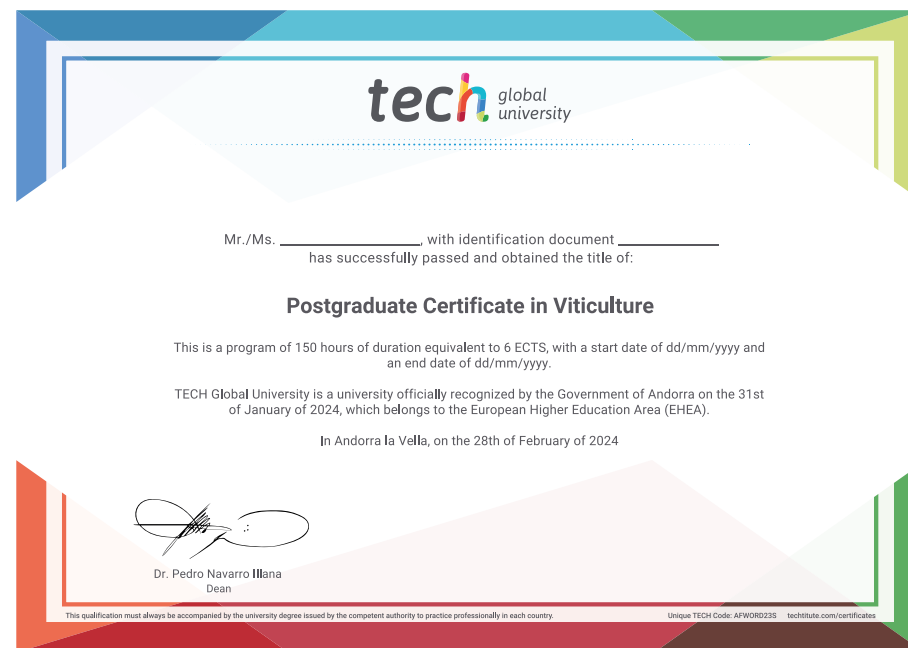 tech global university
Mr./Ms. ____________, with identification document ____________
has successfully passed and obtained the title of:
Postgraduate Certificate in Viticulture
This is a program of 150 hours of duration equivalent to 6 ECTS, with a start date of dd/mm/yyyy and
an end date of dd/mm/yyyy.
TECH Global University is a university officially recognized by the Government of Andorra on the 31st
of January of 2024, which belongs to the European Higher Education Area (EHEA).
In Andorra la Vella, on the 28th of February of 2024
Dr. Pedro Navarro Illana
Dean
This qualification must always be accompanied by the university degree issued by the competent authority to practice professionally in each country. Unique TECH Code: AFWORD23S techtitute.com/certificates